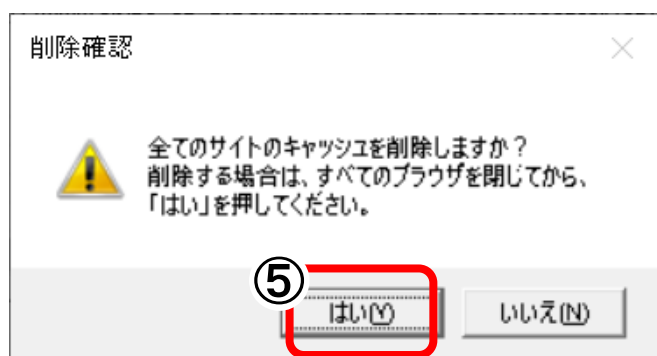 削除確認
全てのサイトのキャッシュを削除しますか?
削除する場合は、すべてのブラウザを閉じてから、
「はい」を押してください。
⑤
はい(Y)
いいえ(N)